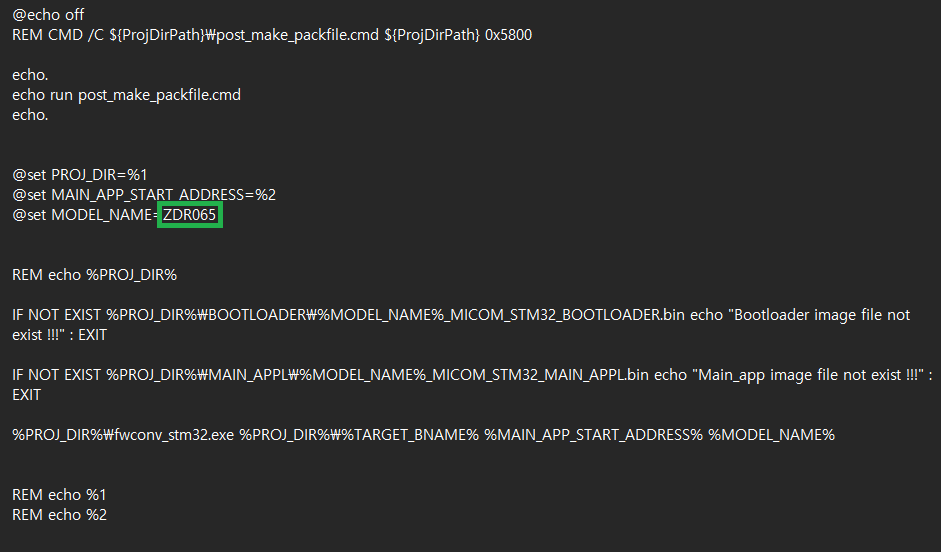 @echo off
REM CMD /C ${ProjDirPath}₩post_make_packfile.cmd ${ProjDirPath} 0x5800
echo.
echo run post_make_packfile.cmd
echo.
@set PROJ_DIR=%1
@set MAIN_APP_START_ADDRESS=%2
@set MODEL_NAME=ZDR065
REM echo %PROJ_DIR%
IF NOT EXIST %PROJ_DIR%₩BOOTLOADER₩%MODEL_NAME%_MICOM_STM32_BOOTLOADER.bin echo "Bootloader image file not
exist !!!" : EXIT
IF NOT EXIST %PROJ_DIR%₩MAIN_APPL₩%MODEL_NAME%_MICOM_STM32_MAIN_APPL.bin echo "Main_app image file not exist !!!" :
EXIT
%PROJ_DIR%₩fwconv_stm32.exe %PROJ_DIR%₩%TARGET_BNAME% %MAIN_APP_START_ADDRESS% %MODEL_NAME%
REM echo %1
REM echo %2